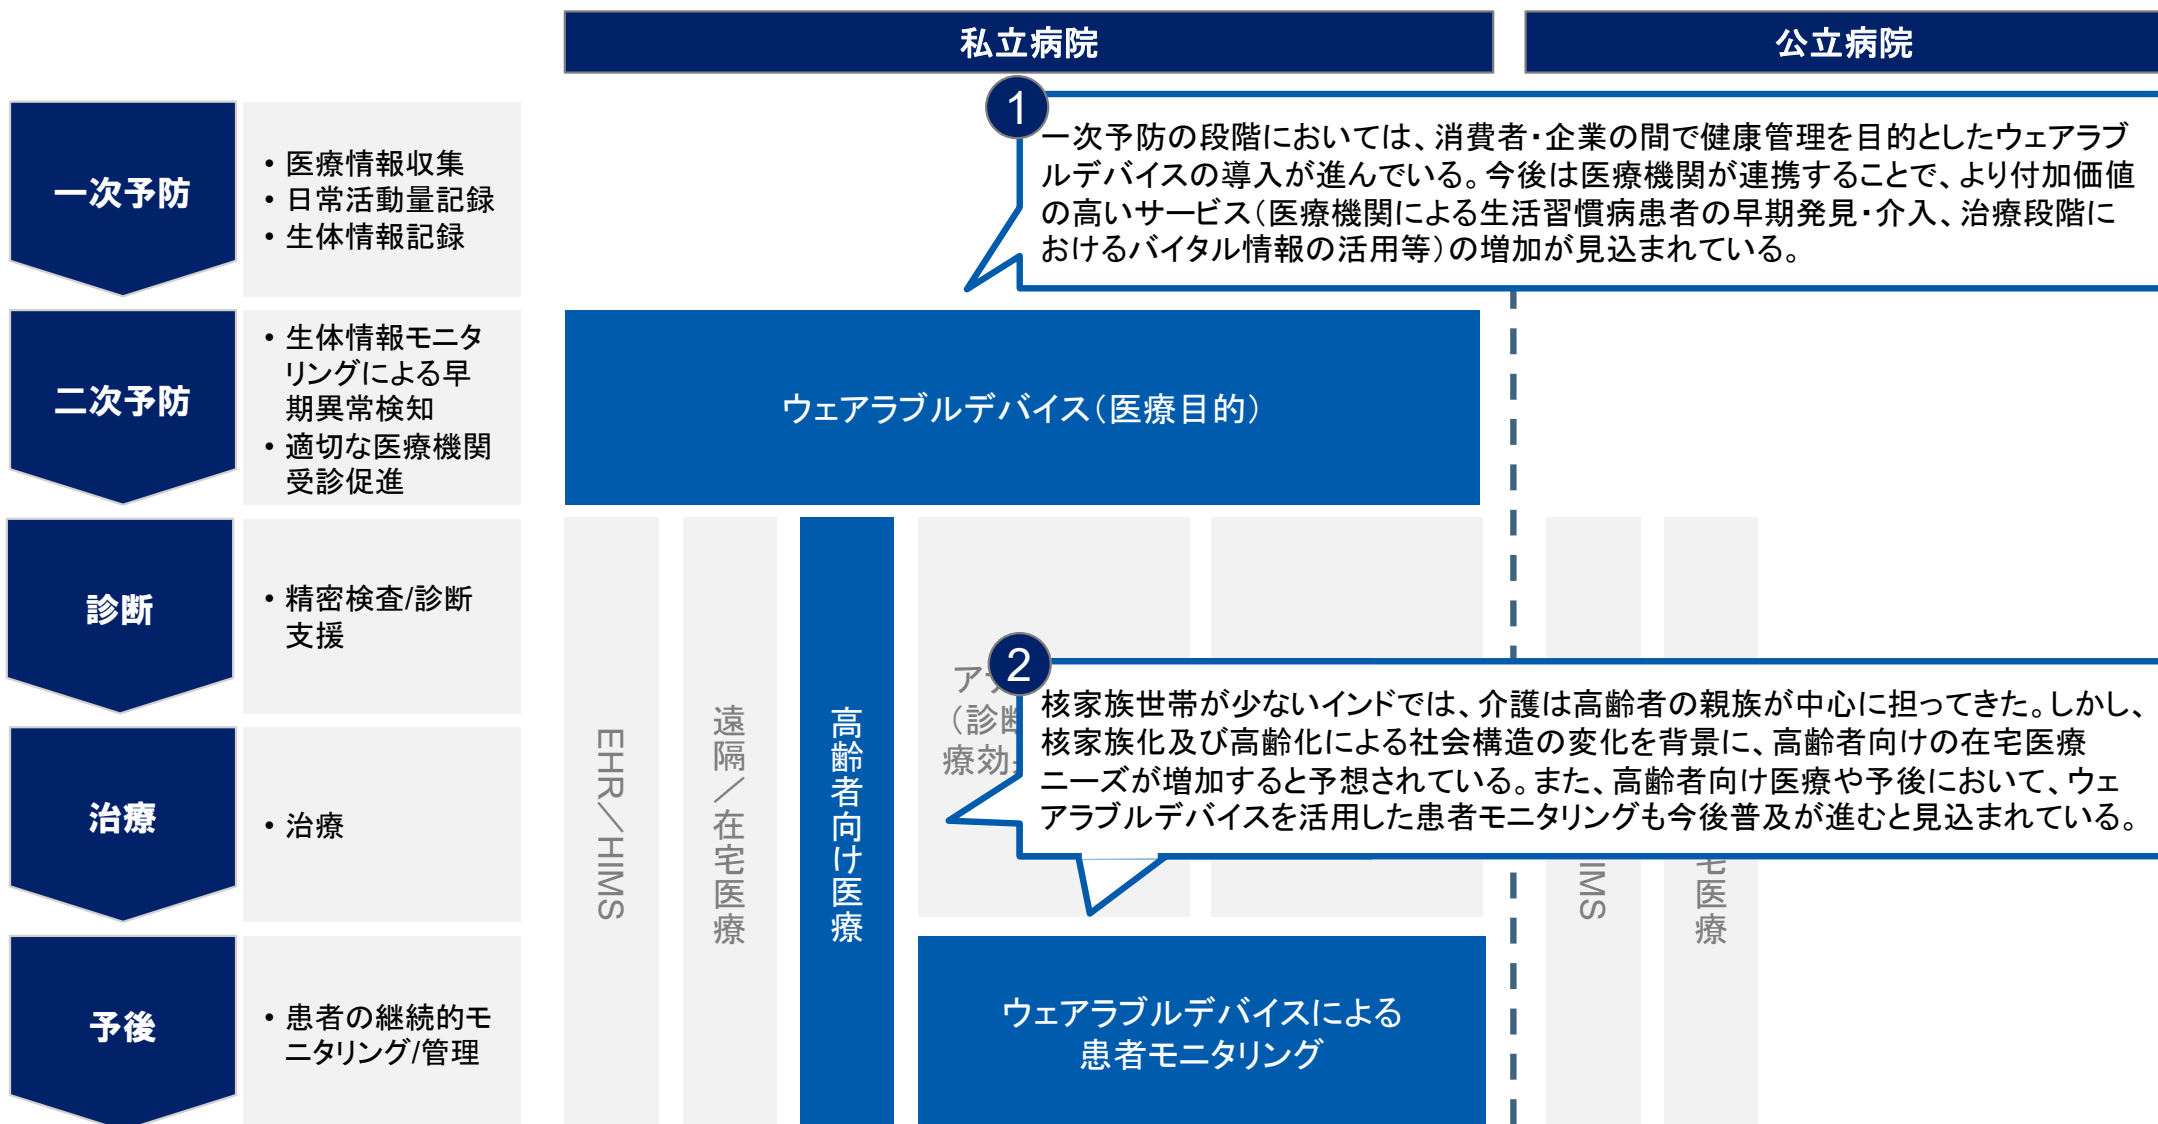 私立病院
公立病院
一次予防
• 医療情報収集
• 日常活動量記録
• 生体情報記録
1
一次予防の段階においては、消費者・企業の間で健康管理を目的としたウェアラブ
ルデバイスの導入が進んでいる。今後は医療機関が連携することで、より付加価値
の高いサービス（医療機関による生活習慣病患者の早期発見・介入、治療段階に
おけるバイタル情報の活用等）の増加が見込まれている。
二次予防
• 生体情報モニタ
リングによる早
期異常検知
• 適切な医療機関
受診促進
ウェアラブルデバイス（医療目的）
診断
• 精密検査/診断
支援
治療
• 治療
予後
• 患者の継続的モ
ニタリング/管理
EHR／HIMS
遠隔／在宅医療
高齢者向け医療
ア
（診断
療効
2
核家族世帯が少ないインドでは、介護は高齢者の親族が中心に担ってきた。しかし、
核家族化及び高齢化による社会構造の変化を背景に、高齢者向けの在宅医療
ニーズが増加すると予想されている。また、高齢者向け医療や予後において、ウェ
アラブルデバイスを活用した患者モニタリングも今後普及が進むと見込まれている。
ウェアラブルデバイスによる
患者モニタリング
IMS
宅医療